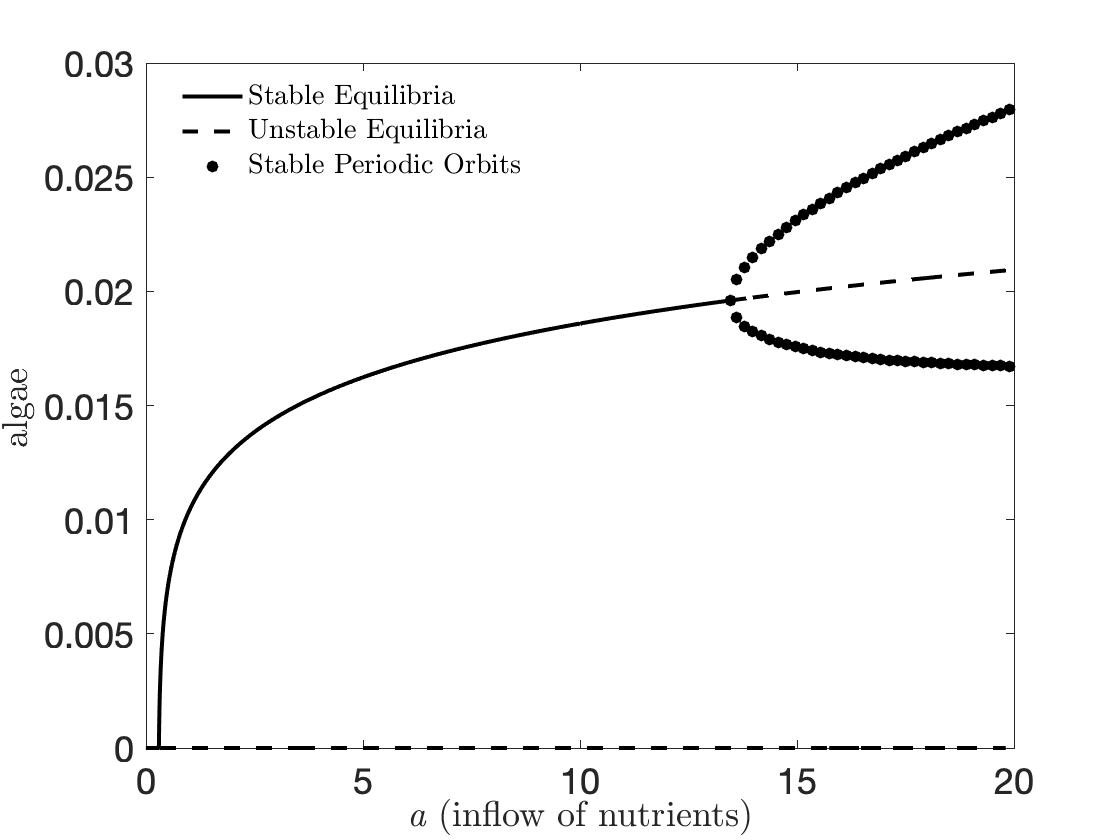 0.03
0.025
0.02
0.015
0.01
0.005
0
algae
Stable Equilibria
Unstable Equilibria
Stable Periodic Orbits
0 5 10 15 20
a (inflow of nutrients)